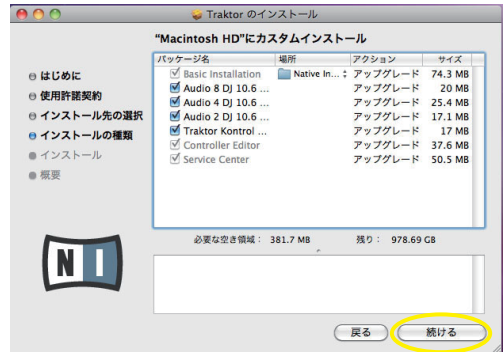 Traktor のインストール
"Macintosh HD"にカスタムインストール
はじめに
使用許諾契約
インストール先の選択
インストールの種類
インストール
概要
パッケージ名 場所 アクション サイズ
Basic Installation Native In... アップグレード 74.3 MB
Audio 8 DJ 10.6 ... アップグレード 20 MB
Audio 4 DJ 10.6 ... アップグレード 25.4 MB
Audio 2 DJ 10.6 ... アップグレード 17.1 MB
Traktor Kontrol ... アップグレード 17 MB
Controller Editor アップグレード 37.6 MB
Service Center アップグレード 50.5 MB
必要な空き領域： 381.7 MB 残り： 978.69 GB
NI
戻る 続ける